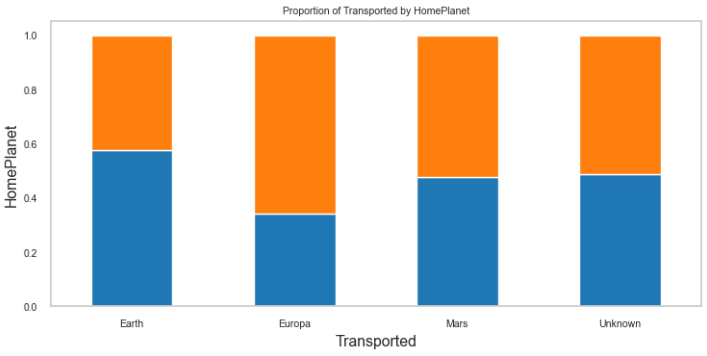 Proportion of Transported by HomePlanet
1.0
0.8
0.6
0.4
0.2
0.0
HomePlanet
Earth Europa Mars Unknown
Transported